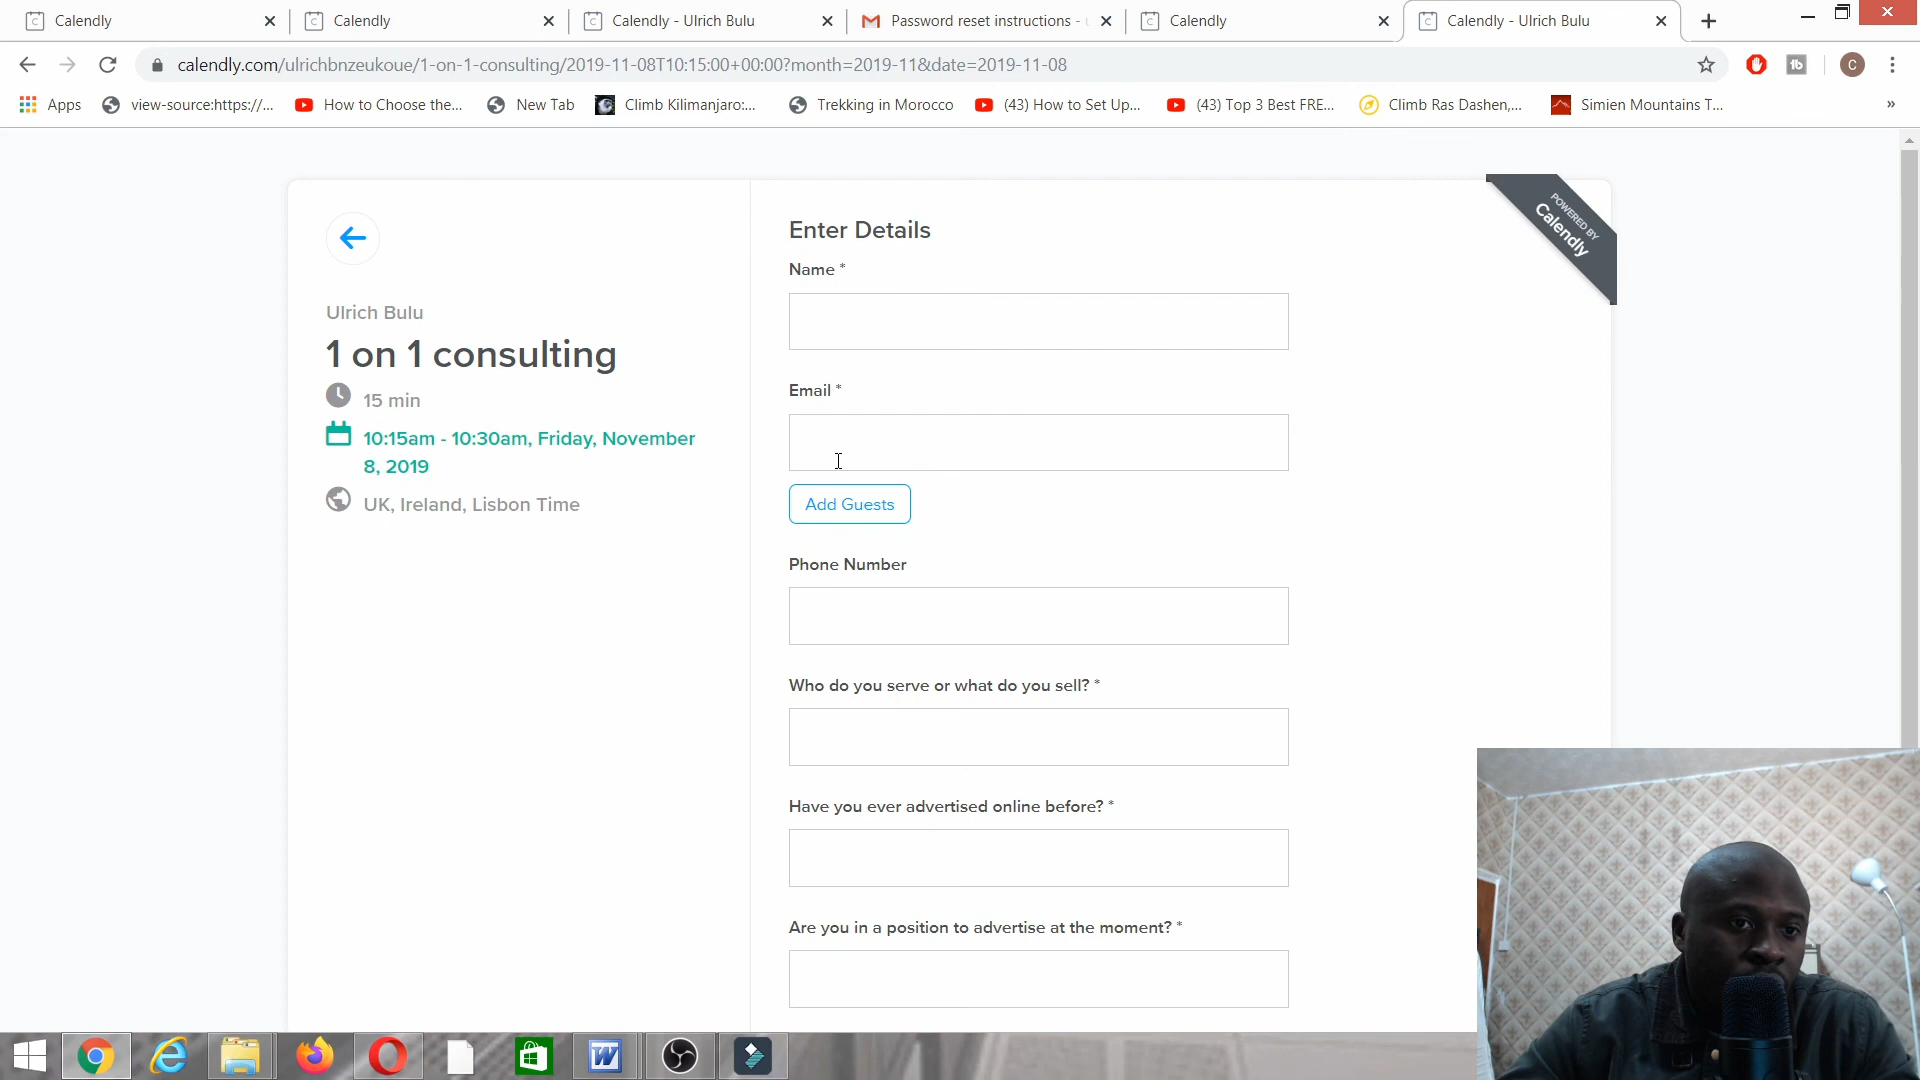 Calendly
Calendly
Calendly - Ulrich Bulu
Password reset instructions -
Calendly
Calendly - Ulrich Bulu
calendly.com/ulrichbnzeukoue/1-on-1-consulting/2019-11-08T10:15:00+00:00?month=2019-11&date=2019-11-08
C
Apps
view-source:https://...
How to Choose the...
New Tab
Climb Kilimanjaro:...
Trekking in Morocco
(43) How to Set Up...
(43) Top 3 Best FRE...
Climb Ras Dashen,...
Simien Mountains T...
»
POWERED BY
Calendly
Ulrich Bulu
1 on 1 consulting
15 min
10:15am - 10:30am, Friday, November
8, 2019
UK, Ireland, Lisbon Time
Enter Details
Name *
Email *
Add Guests
Phone Number
Who do you serve or what do you sell? *
Have you ever advertised online before? *
Are you in a position to advertise at the moment? *